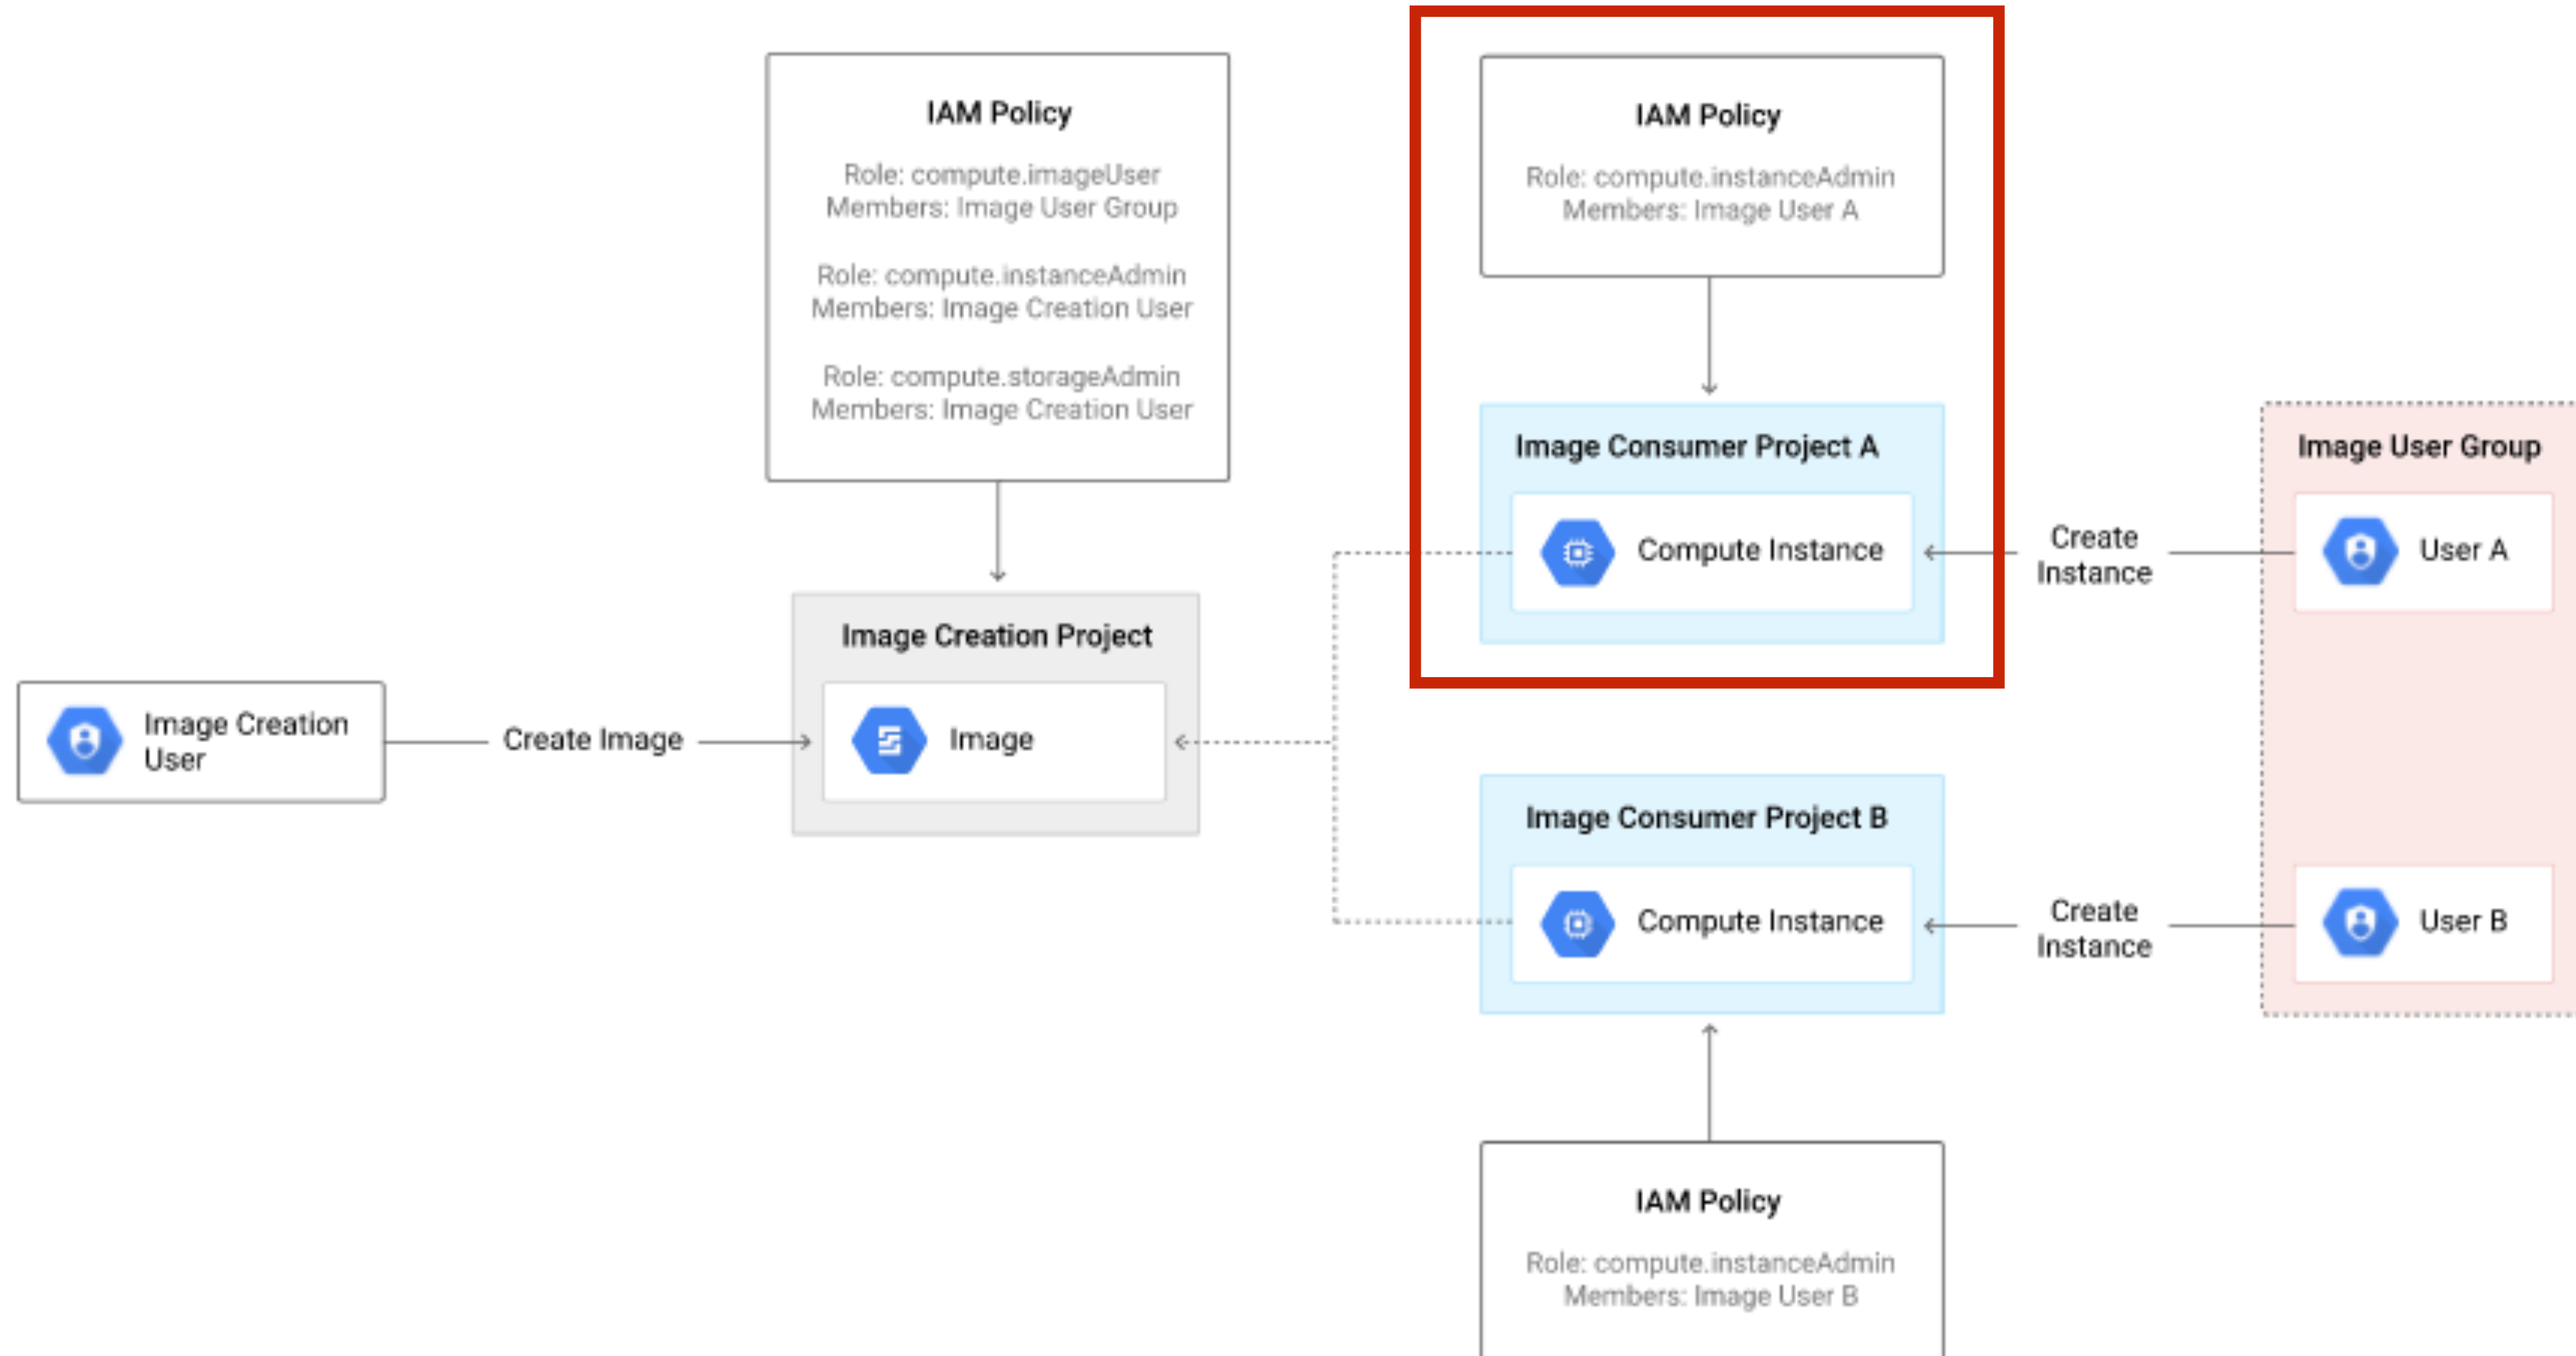 IAM Policy
Role: compute.imageUser
Members: Image User Group
Role: compute.instanceAdmin
Members: Image Creation User
Role: compute.storageAdmin
Members: Image Creation User
IAM Policy
Role: compute.instanceAdmin
Members: Image User A
Image Consumer Project A
Compute Instance
Create
Instance
Image User Group
User A
Image Creation Project
Image
Image Creation
User
Create Image
Image Consumer Project B
Compute Instance
Create
Instance
User B
IAM Policy
Role: compute.instanceAdmin
Members: Image User B